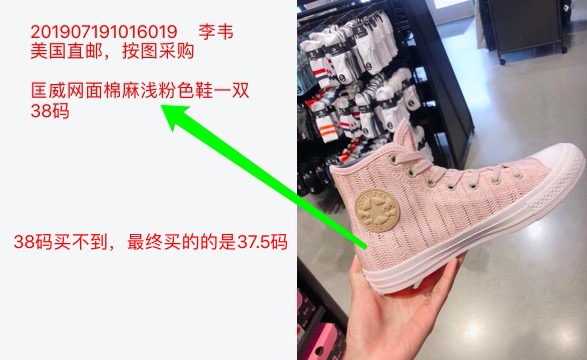 201907191016019 李韦
美国直邮，按图采购
匡威网面棉麻浅粉色鞋一双
38码
38码买不到，最终买的的是37.5码